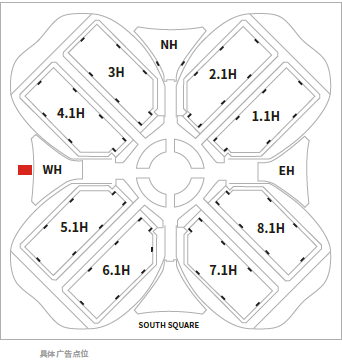 NH
3H
2.1H
4.1H
1.1H
WH
EH
5.1H
8.1H
6.1H
7.1H
SOUTH SQUARE
具体广告点位